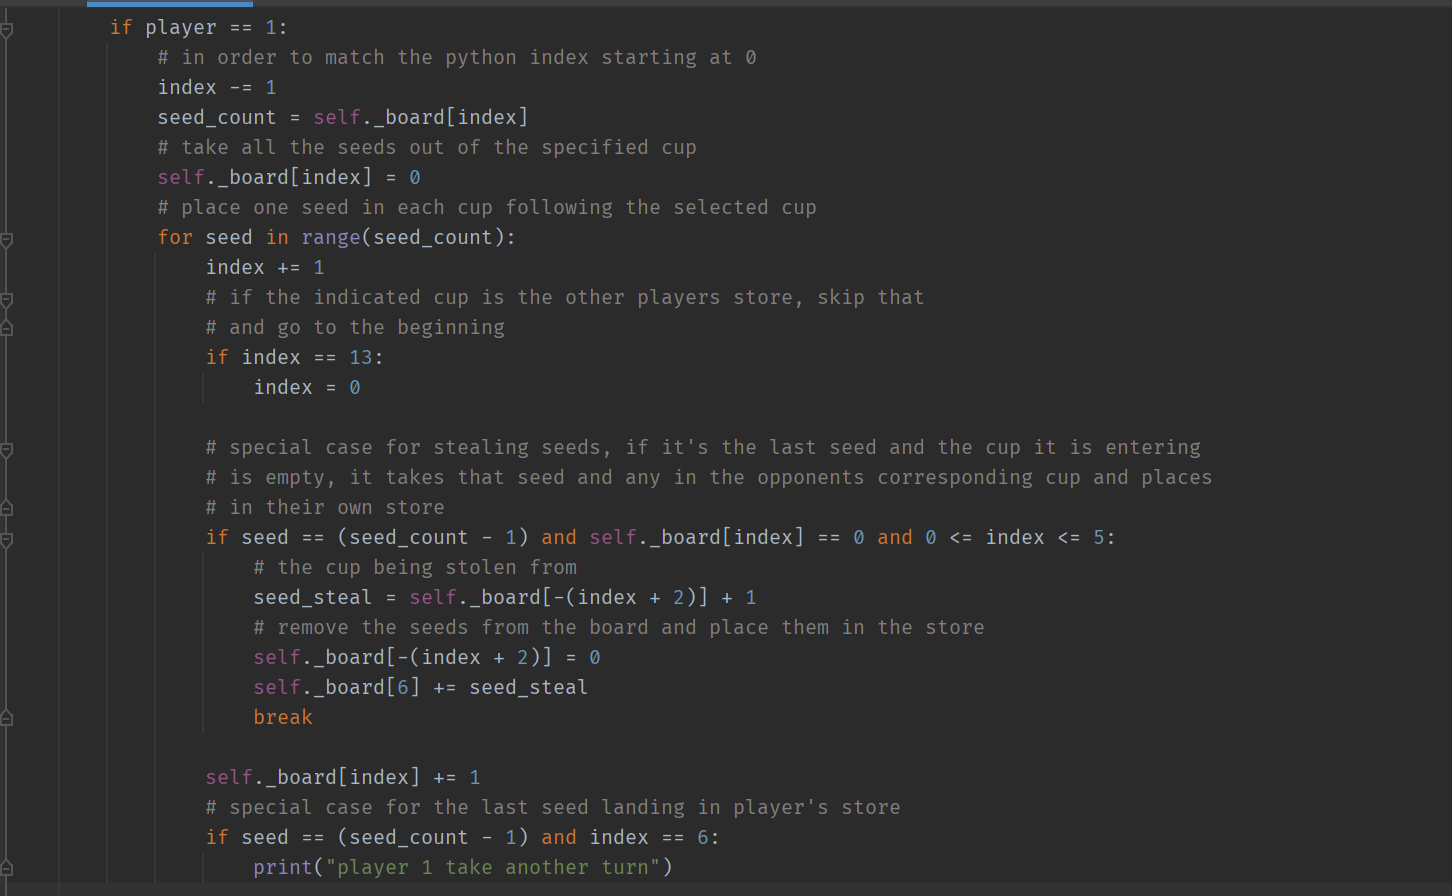 if player == 1:
# in order to match the python index starting at 0
index -= 1
seed_count = self._board[index]
# take all the seeds out of the specified cup
self._board[index] = 0
# place one seed in each cup following the selected cup
for seed in range(seed_count):
index += 1
# if the indicated cup is the other players store, skip that
# and go to the beginning
if index == 13:
index = 0
# special case for stealing seeds, if it's the last seed and the cup it is entering
# is empty, it takes that seed and any in the opponents corresponding cup and places
# in their own store
if seed == (seed_count - 1) and self._board[index] == 0 and 0 <= index <= 5:
# the cup being stolen from
seed_steal = self._board[-(index + 2)] + 1
# remove the seeds from the board and place them in the store
self._board[-(index + 2)] = 0
self._board[6] += seed_steal
break
self._board[index] += 1
# special case for the last seed landing in player's store
if seed == (seed_count - 1) and index == 6:
print("player 1 take another turn")